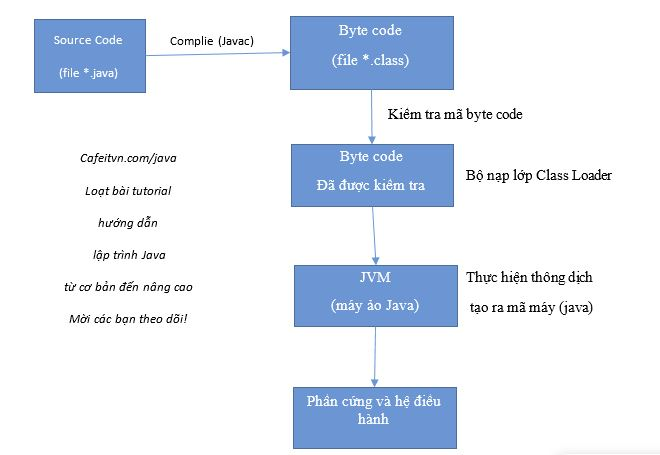 Source Code
(file *.java)
Complie (Javac)
Byte code
(file *.class)
Kiểm tra mã byte code
Byte code
Đã được kiểm tra
Bộ nạp lớp Class Loader
Cafeitvn.com/java
Loạt bài tutorial
hướng dẫn
lập trình Java
từ cơ bản đến nâng cao
Mời các bạn theo dõi!
JVM
(máy ảo Java)
Thực hiện thông dịch
tạo ra mã máy (java)
Phần cứng và hệ điều
hành